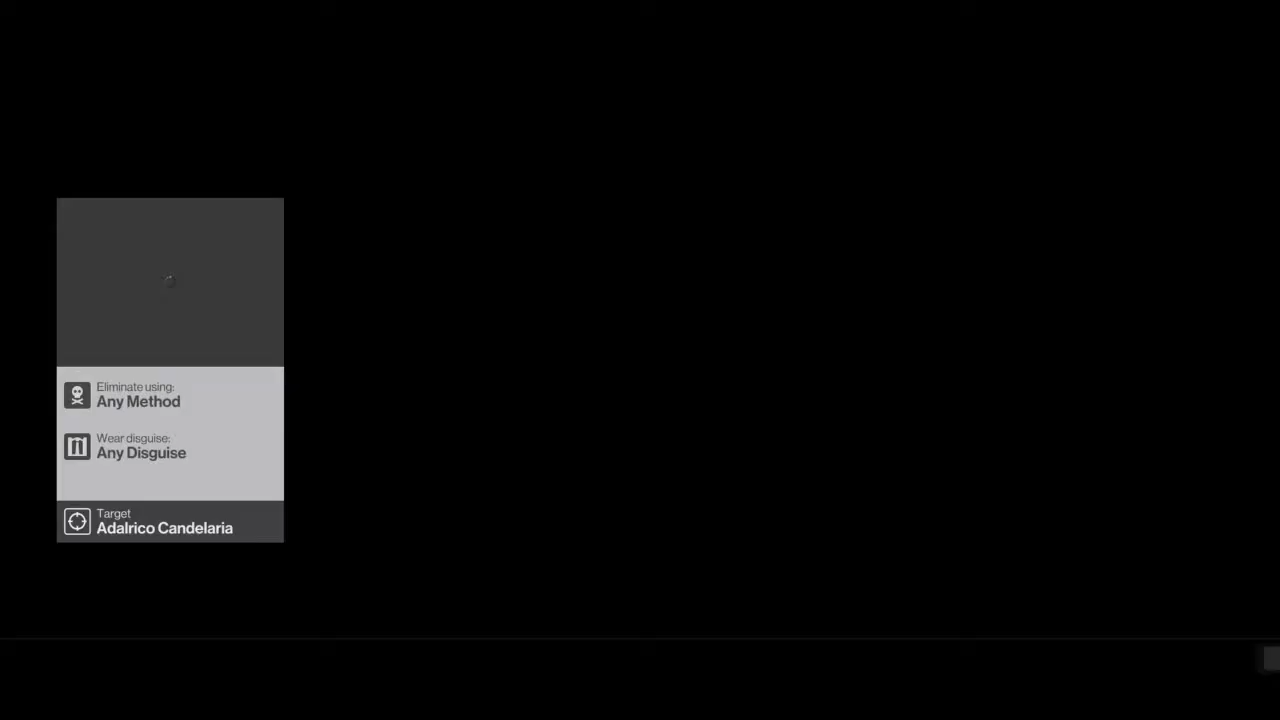 Eliminate using:
Any Method
Wear disguise:
Any Disguise
Target
Adalrico Candelaria